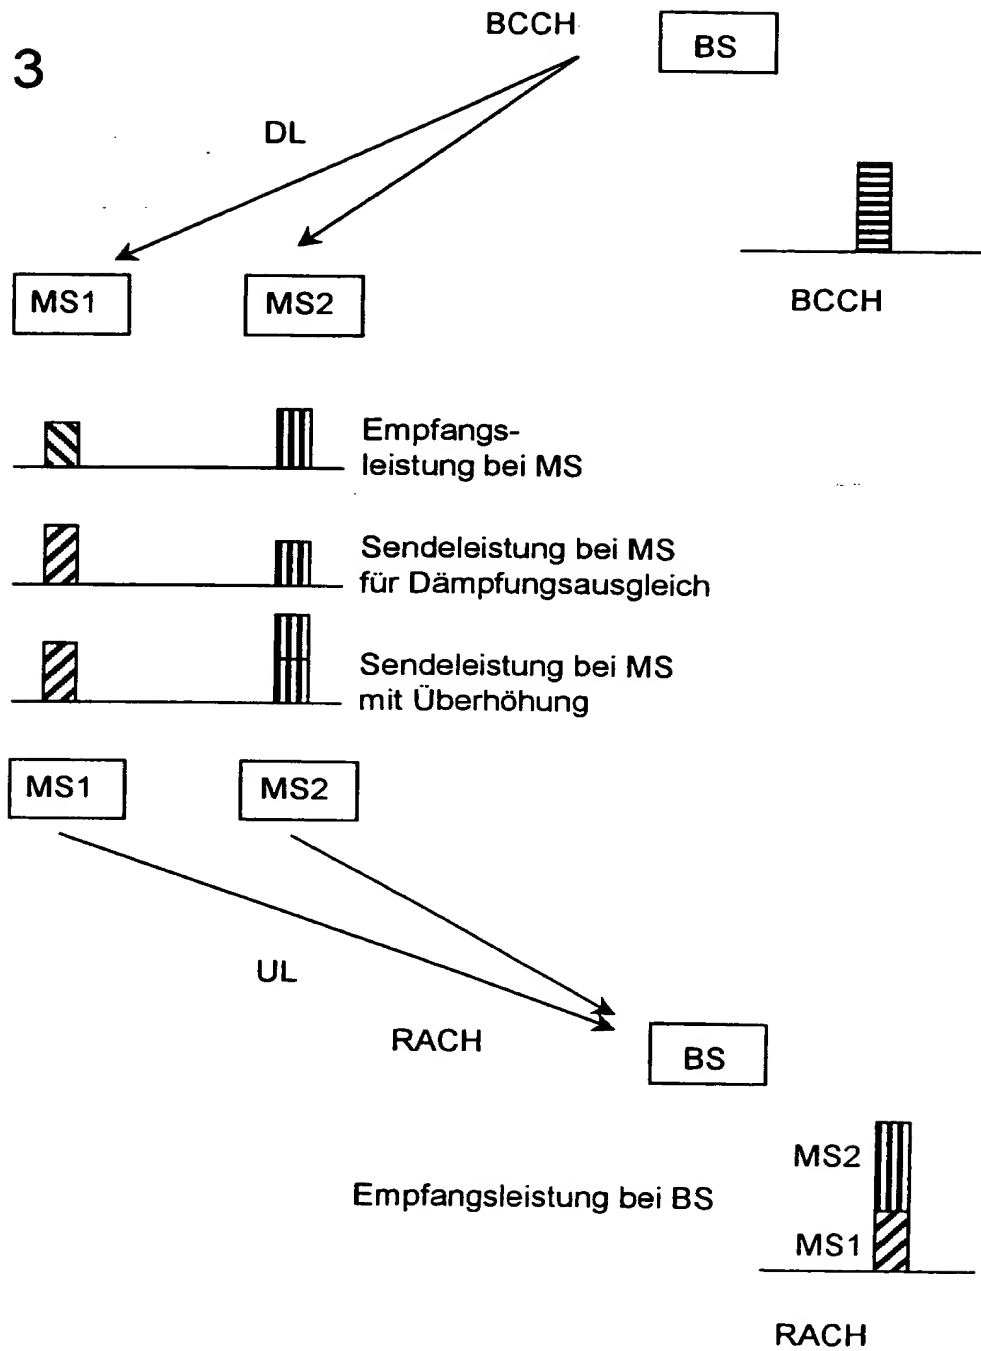 BCCH
BS
3
DL
BCCH
MS1
MS2
Empfangs-
leistung bei MS
Sendeleistung bei MS
für Dämpfungsausgleich
Sendeleistung bei MS
mit Überhöhung
MS1
MS2
UL
RACH
BS
MS2
Empfangsleistung bei BS
MS1
RACH